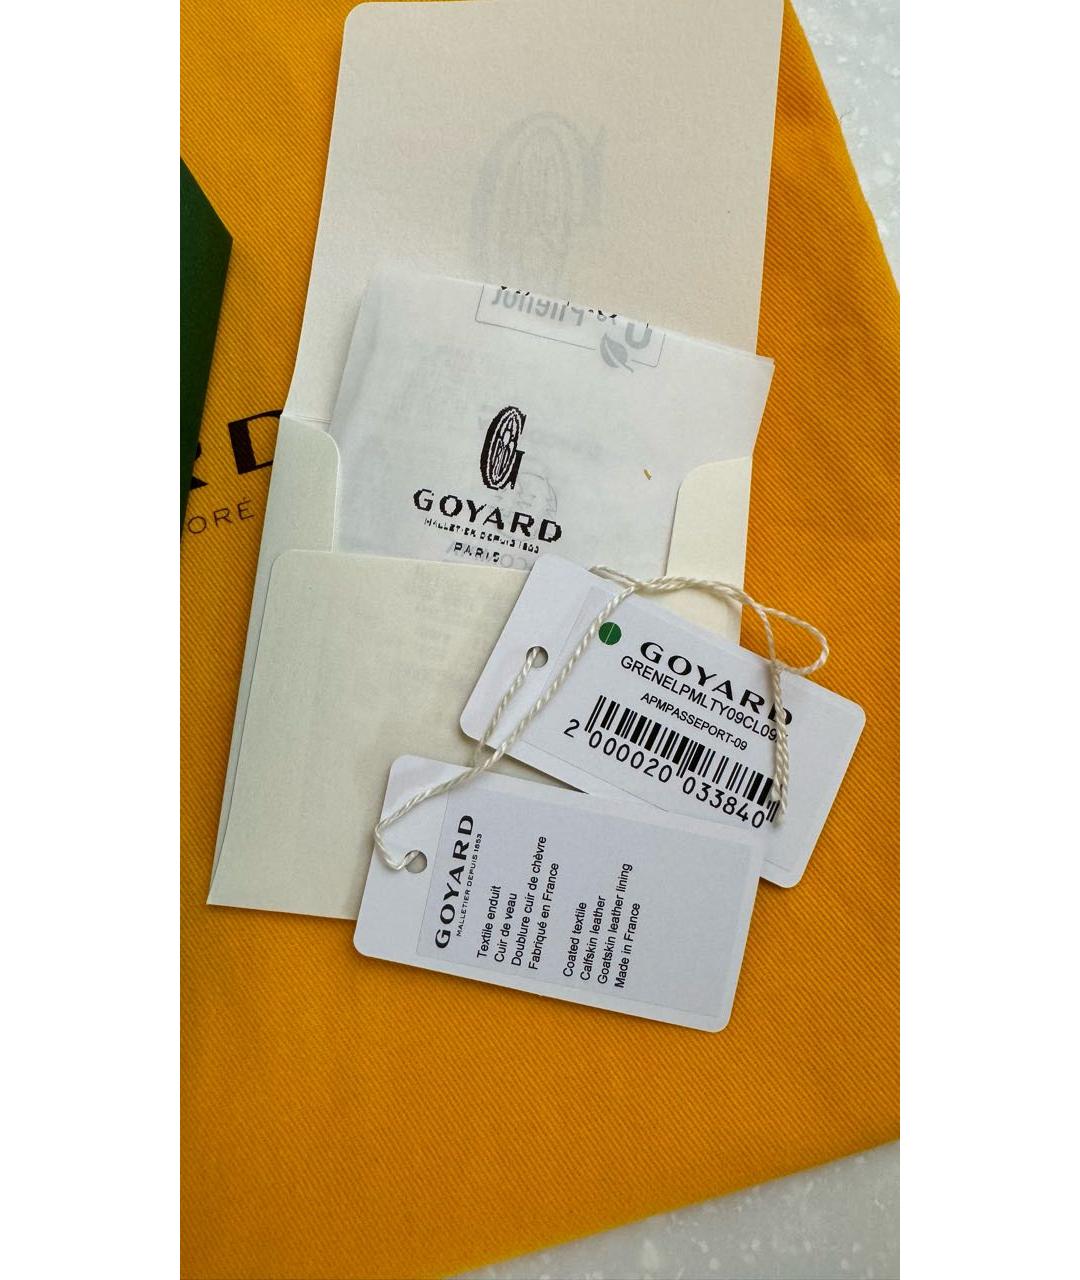 RD
ORÉ
GOYARD
MALLETIER DEPUIS 1853
PARIS
GOYARD
GRENELPMLTY09CL09
APMPASSEPORT-09
2 000020 033840
GOYARD
MALLETIER DEPUIS 1853
Textile enduit
Cuir de veau
Doublure cuir de chèvre
Fabriqué en France
Coated textile
Calfskin leather
Goatskin leather lining
Made in France